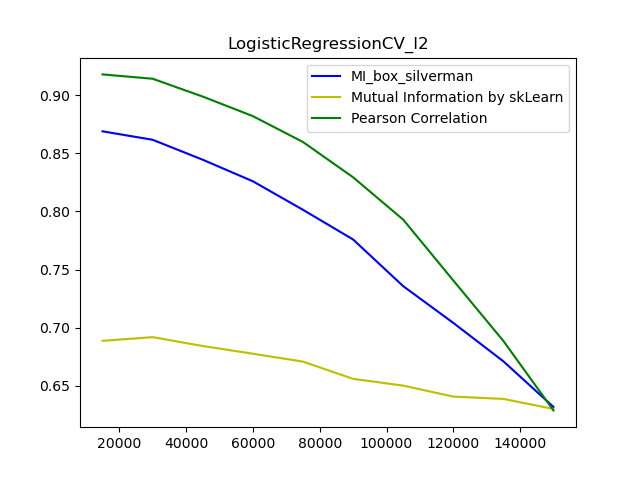 LogisticRegressionCV_l2
MI_box_silverman
Mutual Information by skLearn
Pearson Correlation
0.90
0.85
0.80
0.75
0.70
0.65
20000 40000 60000 80000 100000 120000 140000